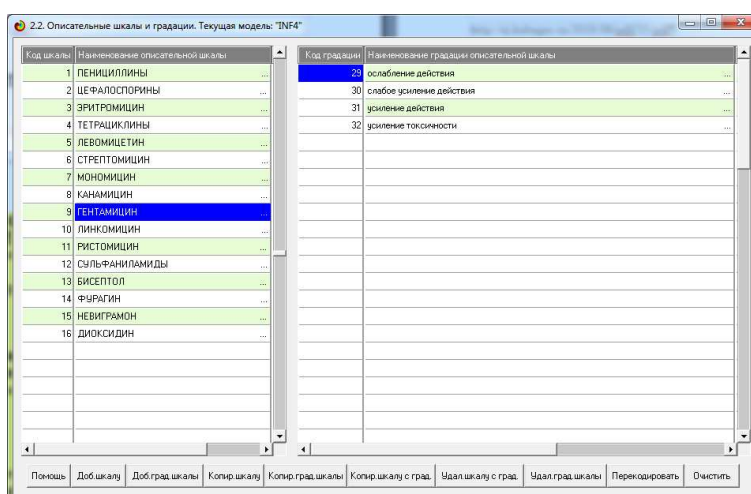 2.2. Описательные шкалы и градации. Текущая модель: "INF4"
Код шкалы Наименование описательной шкалы
1 ПЕНИЦИЛЛИНЫ ...
2 ЦЕФАЛОСПОРИНЫ ...
3 ЭРИТРОМИЦИН ...
4 ТЕТРАЦИКЛИНЫ ...
5 ЛЕВОМИЦЕТИН ...
6 СТРЕПТОМИЦИН ...
7 МОНОМИЦИН ...
8 КАНАМИЦИН ...
9 ГЕНТАМИЦИН ...
10 ЛИНКОМИЦИН ...
11 РИСТОМИЦИН ...
12 СУЛЬФАНИЛАМИДЫ ...
13 БИСЕПТОЛ ...
14 ФУРАГИН ...
15 НЕВИГРАМОН ...
16 ДИОКСИДИН ...
Код градации Наименование градации описательной шкалы
29 ослабление действия ...
30 слабое усиление действия ...
31 усиление действия ...
32 усиление токсичности ...
Помощь Доб.шкалу Доб.град.шкалы Копир.шкалу Копир.град.шкалы Копир.шкалу с град. Удал.шкалу с град. Удал.град.шкалы Перекодировать Очистить